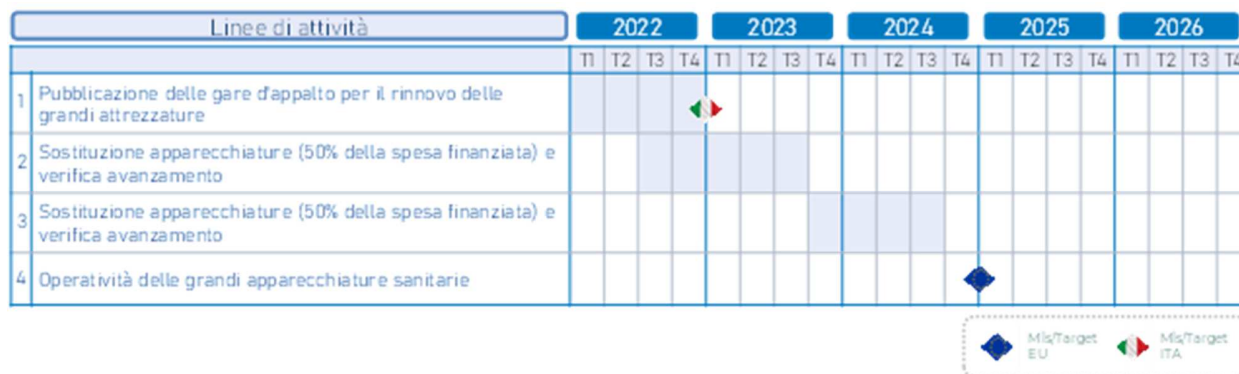 Linee di attività 2022 2023 2024 2025 2026
T1 T2 T3 T4 T1 T2 T3 T4 T1 T2 T3 T4 T1 T2 T3 T4 T1 T2 T3 T4
1 Pubblicazione delle gare d'appalto per il rinnovo delle
grandi attrezzature
2 Sostituzione apparecchiature (50% della spesa finanziata) e
verifica avanzamento
3 Sostituzione apparecchiature (50% della spesa finanziata) e
verifica avanzamento
4 Operatività delle grandi apparecchiature sanitarie
Mls/Target
EU
Mls/Target
ITA